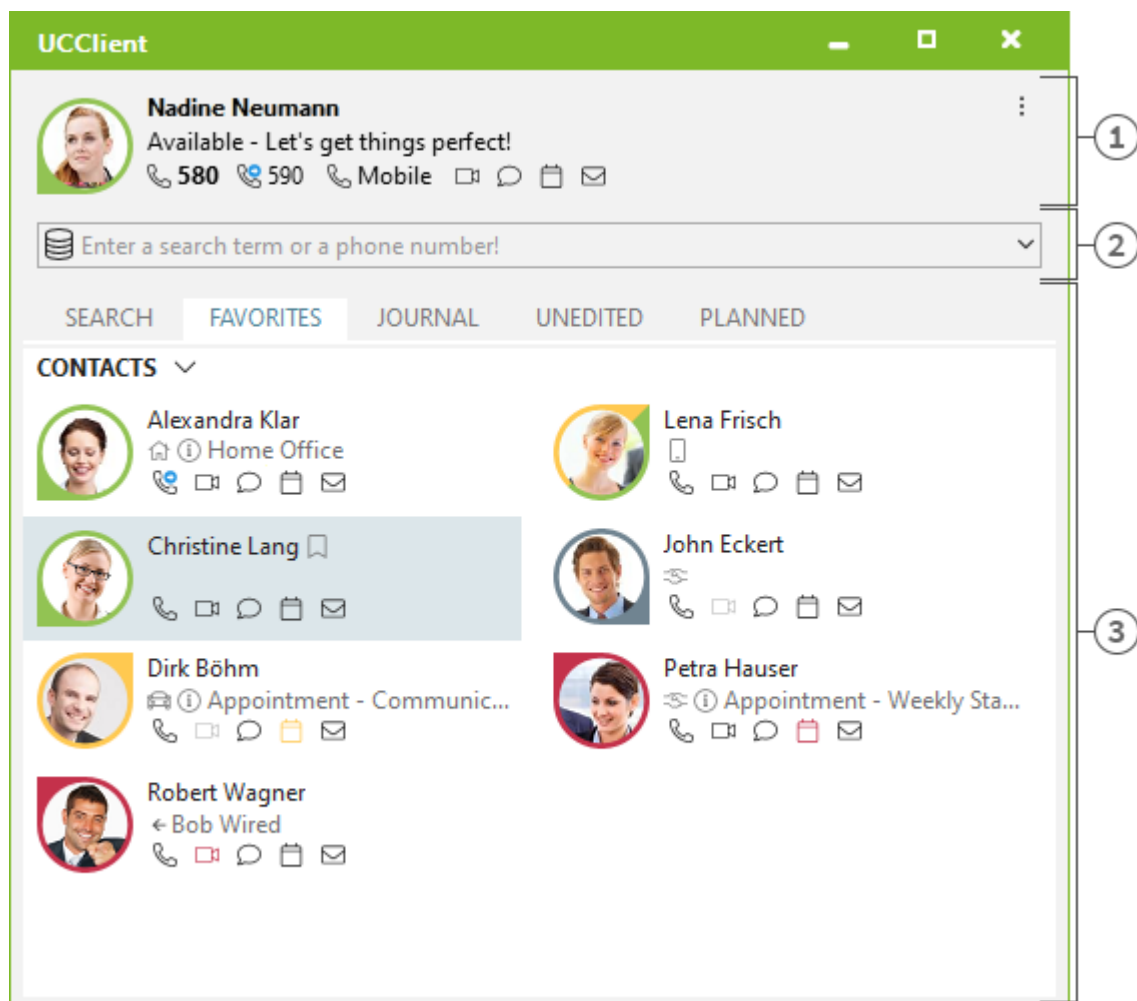 UCClient
Nadine Neumann
Available - Let's get things perfect!
580 590 Mobile
1
Enter a search term or a phone number!
2
SEARCH FAVORITES JOURNAL UNEDITED PLANNED
CONTACTS
Alexandra Klar
Home Office
Lena Frisch
Christine Lang
John Eckert
3
Dirk Böhm
Appointment - Communic...
Petra Hauser
Appointment - Weekly Sta...
Robert Wagner
Bob Wired